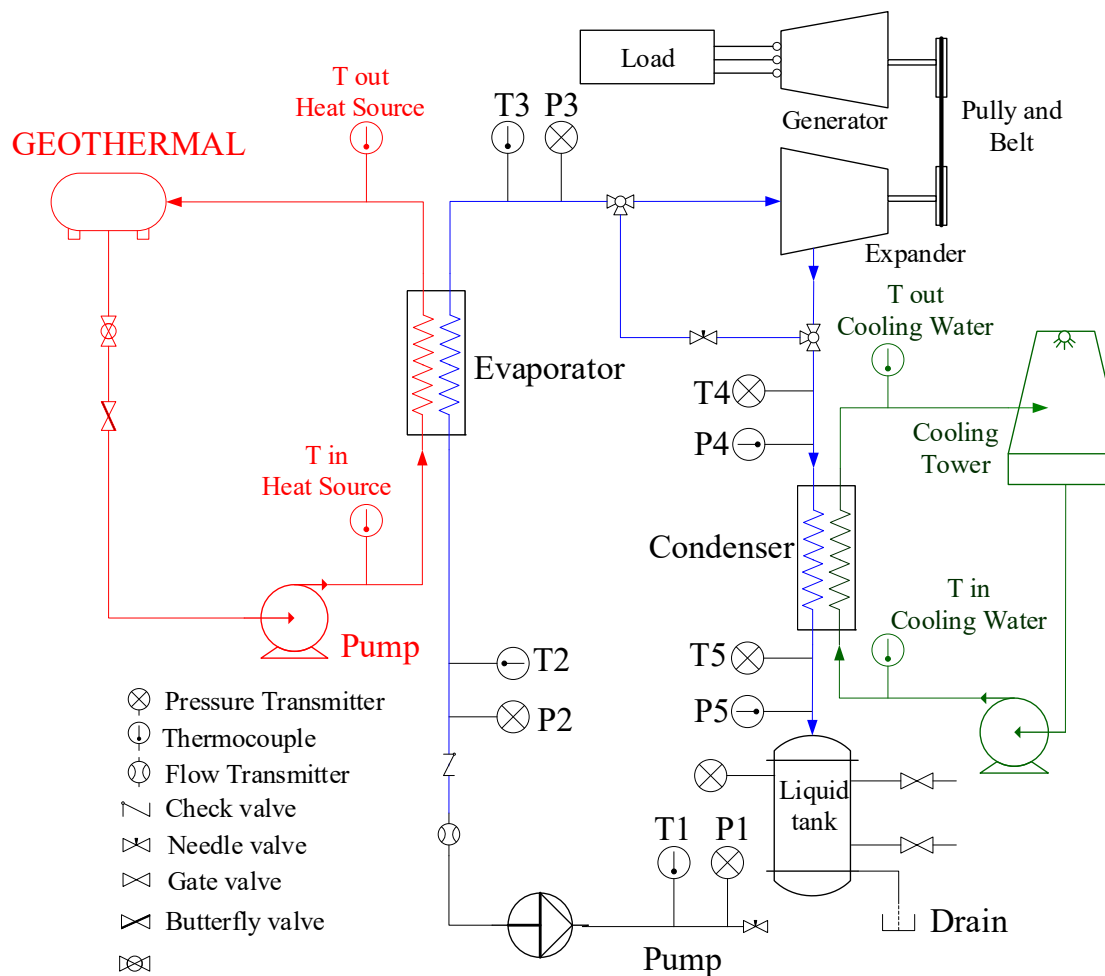 Load
Generator
Pully and
Belt
T out
Heat Source
T3
P3
GEOTHERMAL
Expander
T out
Cooling Water
Evaporator
T4
P4
Cooling
Tower
T in
Heat Source
Condenser
T in
Cooling Water
Pump
T2
P2
T5
P5
Pressure Transmitter
Thermocouple
Flow Transmitter
Check valve
Needle valve
Gate valve
Butterfly valve
Liquid
tank
T1
P1
Pump
Drain